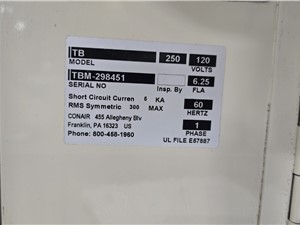 TB 250 120
MODEL VOLTS
TBM-298451 6.25
SERIAL NO Insp. By FLA
Short Circuit Curren 5 KA
RMS Symmetric 300 MAX 60
HERTZ
CONAIR 455 Allegheny Blv
Franklin, PA 16323 US 1
PHASE
Phone: 800-458-1960 UL FILE E57687